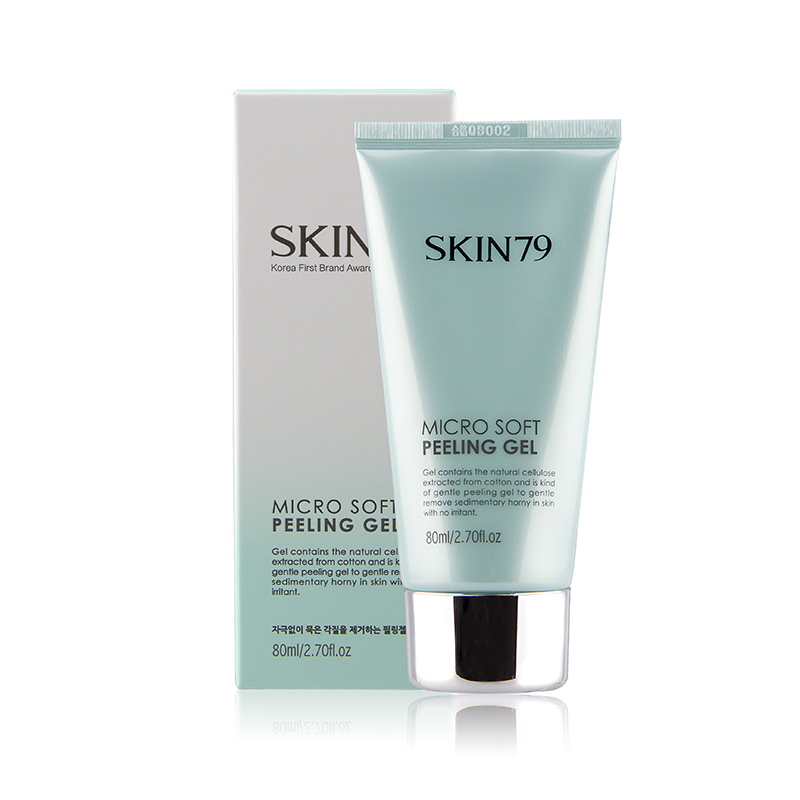 SKIN
Korea First Brand Award
MICRO SOFT
PEELING GEL
Gel contains the natural cel
extracted from cotton and is k
gentle peeling gel to gentle re
sedimentary horny in skin with
irritant.
자극없이 묵은 각질을 제거하는 필링젤
80ml/2.70fl.oz
002
SKIN79
MICRO SOFT
PEELING GEL
Gel contains the natural cellulose
extracted from cotton and is kind
of gentle peeling gel to gentle
remove sedimentary horny in skin
with no irritant.
80ml/2.70fl.oz